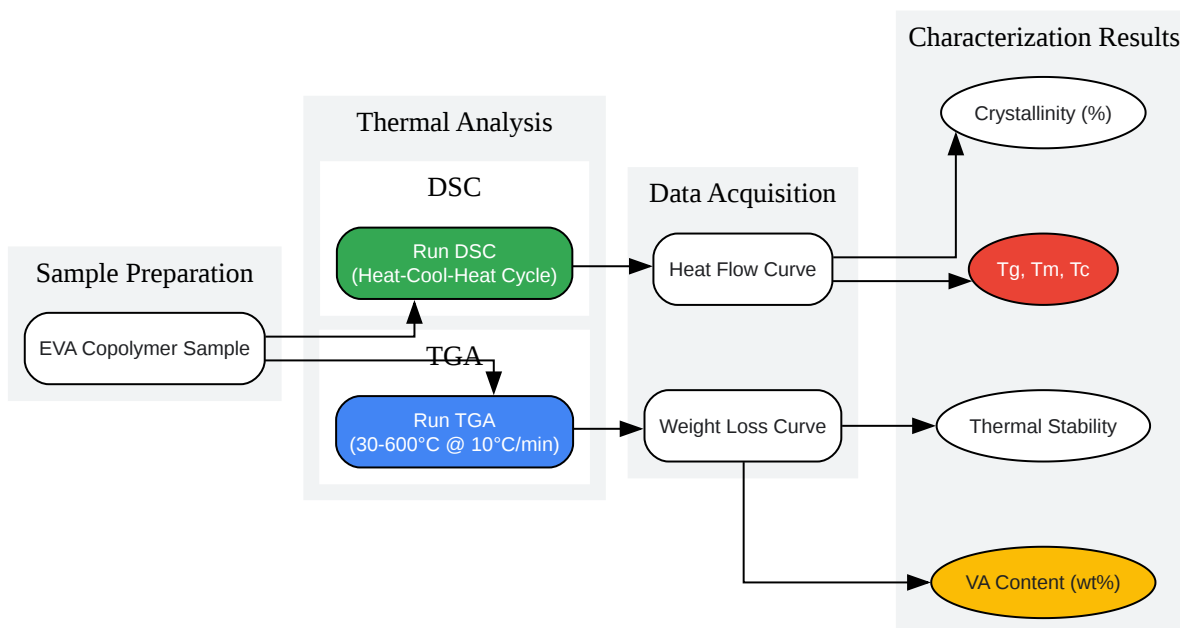 Sample Preparation
EVA Copolymer Sample
Thermal Analysis
DSC
Run DSC
(Heat-Cool-Heat Cycle)
TGA
Run TGA
(30-600°C @ 10°C/min)
Data Acquisition
Heat Flow Curve
Weight Loss Curve
Characterization Results
Crystallinity (%)
Tg, Tm, Tc
Thermal Stability
VA Content (wt%)